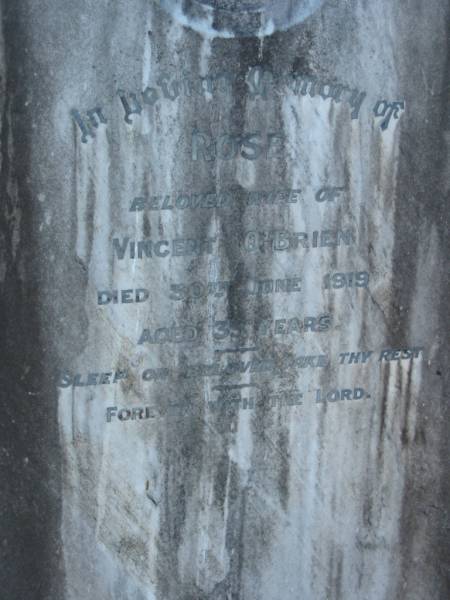 In Loving Memory of
ROSE
BELOVED WIFE OF
VINCENT O'BRIEN
DIED 30TH JUNE 1919
AGED 35 YEARS
SLEEP ON BELOVED, TAKE THY REST
FOREVER WITH THE LORD.